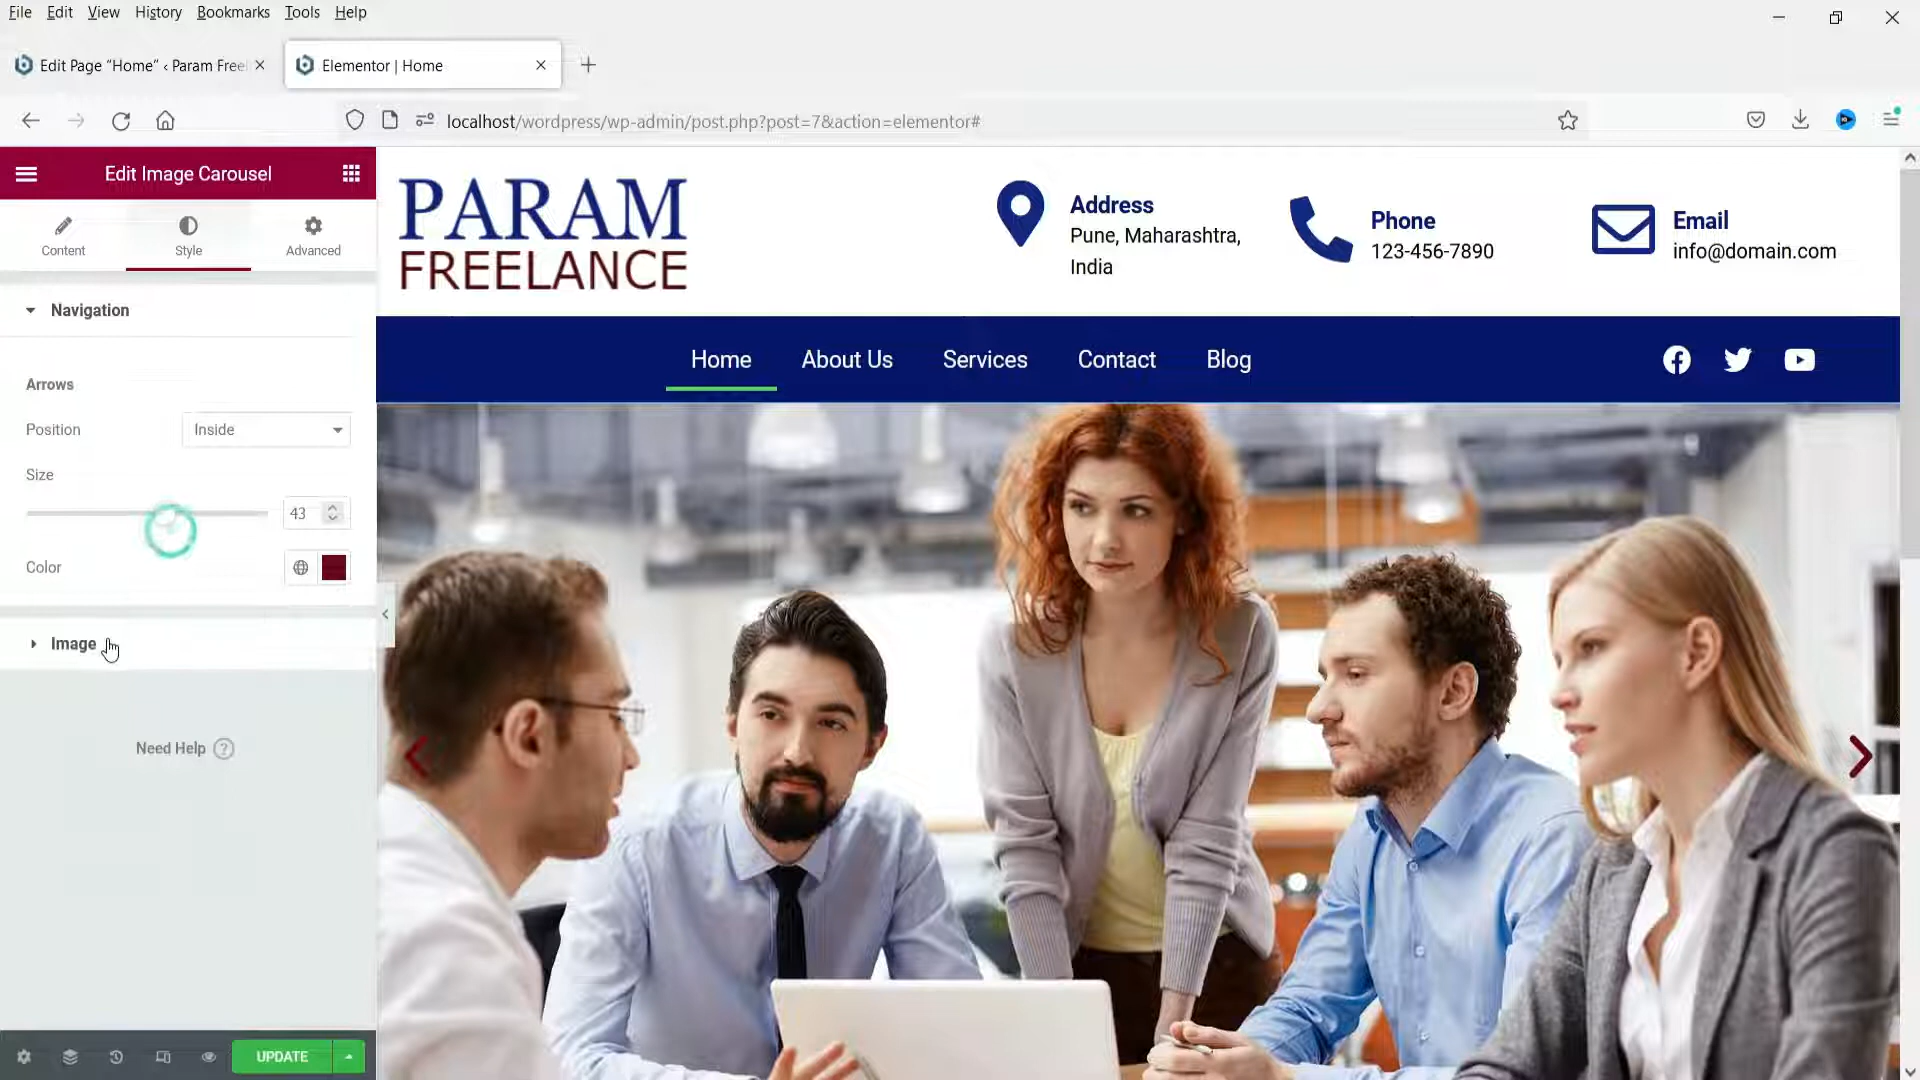 File Edit View History Bookmarks Tools Help
Edit Page “Home” ‹ Param Free
Elementor | Home
localhost/wordpress/wp-admin/post.php?post=7&action=elementor#
Edit Image Carousel
Content
Style
Advanced
Navigation
Arrows
Position
Inside
Size
43
Color
Image
Need Help ?
UPDATE
PARAM
FREELANCE
Address
Pune, Maharashtra,
India
Phone
123-456-7890
Email
info@domain.com
Home About Us Services Contact Blog